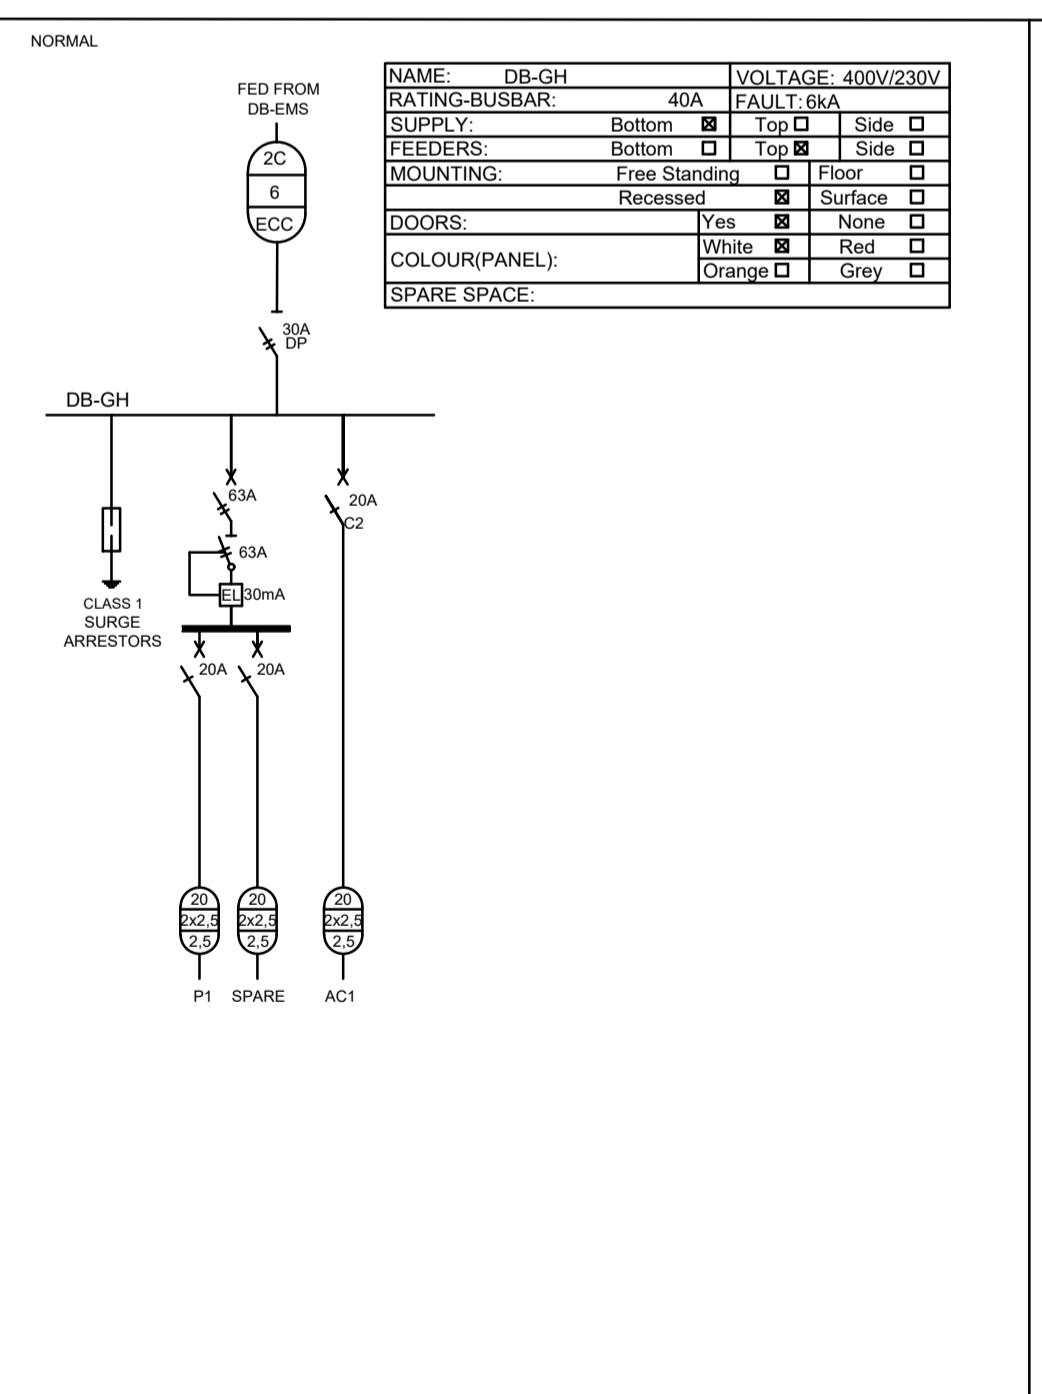 NORMAL
FED FROM
DB-EMS
2C
6
ECC
30A
DP
NAME: DB-GH VOLTAGE: 400V/230V
RATING-BUSBAR: 40A FAULT: 6kA
SUPPLY: Bottom Top Side
FEEDERS: Bottom Top Side
MOUNTING: Free Standing Floor
Recessed Surface
DOORS: Yes None
COLOUR(PANEL): White Red
Orange Grey
SPARE SPACE:
DB-GH
63A
20A
C2
63A
EL 30mA
CLASS 1
SURGE
ARRESTORS
20A 20A
20 20 20
2x2,5 2x2,5 2x2,5
2,5 2,5 2,5
P1 SPARE AC1